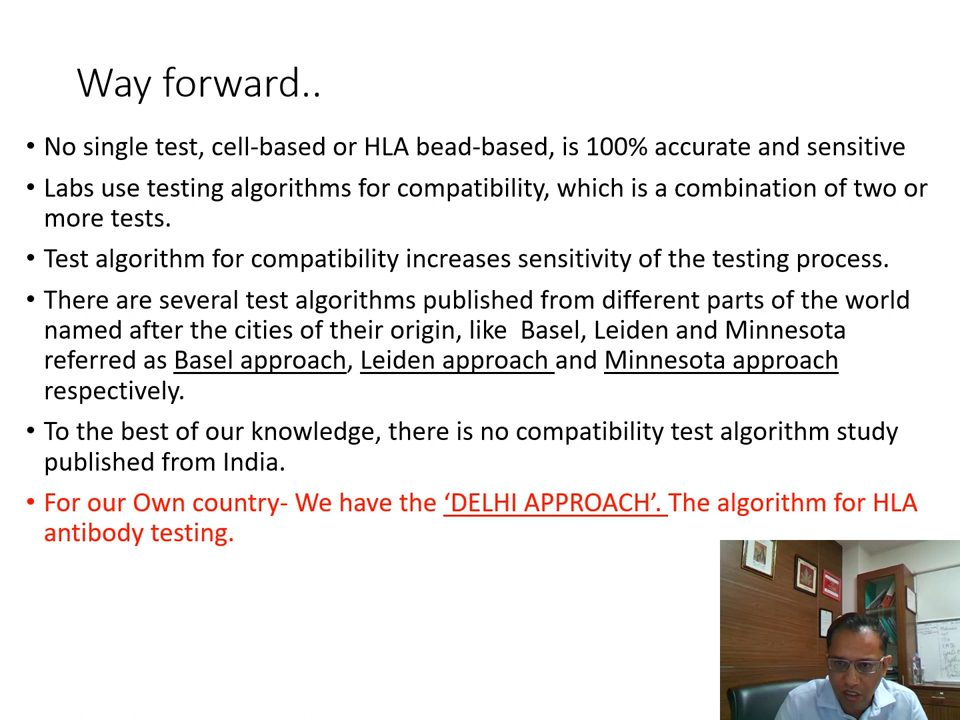 Way forward..
• No single test, cell-based or HLA bead-based, is 100% accurate and sensitive
• Labs use testing algorithms for compatibility, which is a combination of two or
more tests.
• Test algorithm for compatibility increases sensitivity of the testing process.
• There are several test algorithms published from different parts of the world
named after the cities of their origin, like  Basel, Leiden and Minnesota
referred as Basel approach, Leiden approach and Minnesota approach
respectively.
• To the best of our knowledge, there is no compatibility test algorithm study
published from India.
• For our Own country- We have the ‘DELHI APPROACH’. The algorithm for HLA
antibody testing.